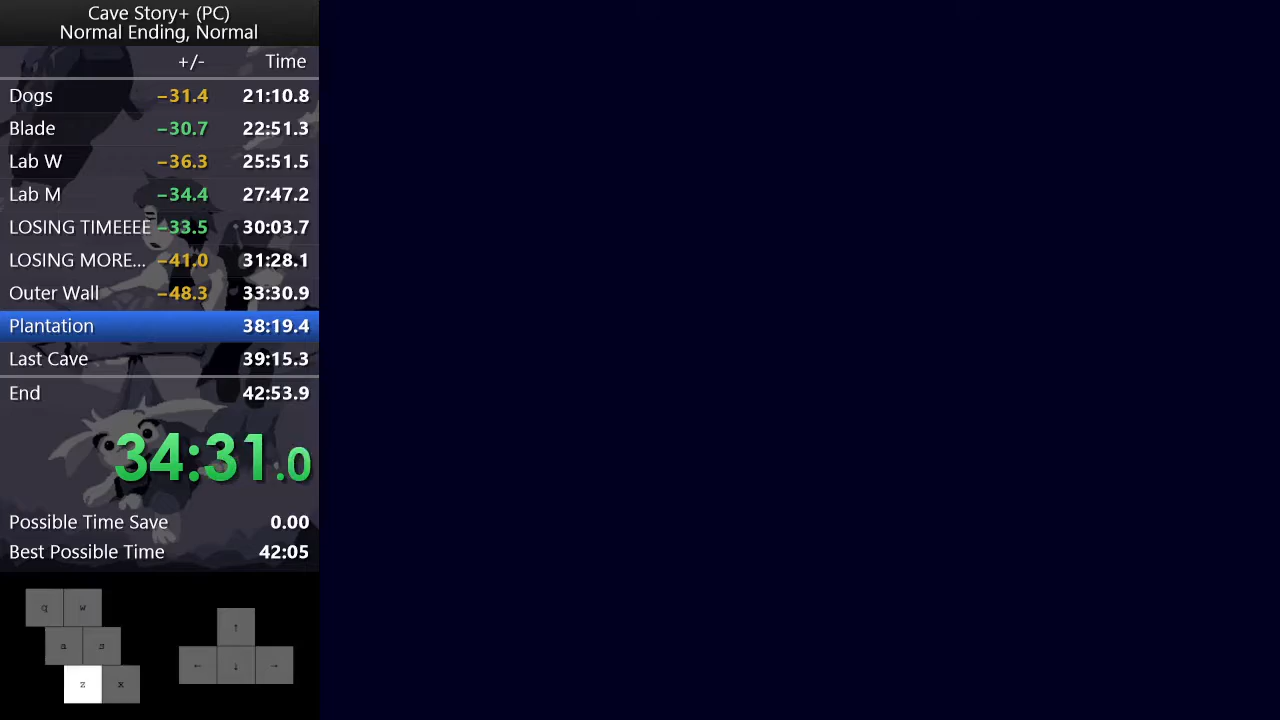 Cave Story+ (PC)
Normal Ending, Normal
+/- Time
Dogs −31.4 21:10.8
Blade −30.7 22:51.3
Lab W −36.3 25:51.5
Lab M −34.4 27:47.2
LOSING TIMEEEE −33.5 30:03.7
LOSING MORE... −41.0 31:28.1
Outer Wall −48.3 33:30.9
Plantation 38:19.4
Last Cave 39:15.3
End 42:53.9
34:31.0
Possible Time Save 0.00
Best Possible Time 42:05
q w
↑
a s
← ↓ →
z x